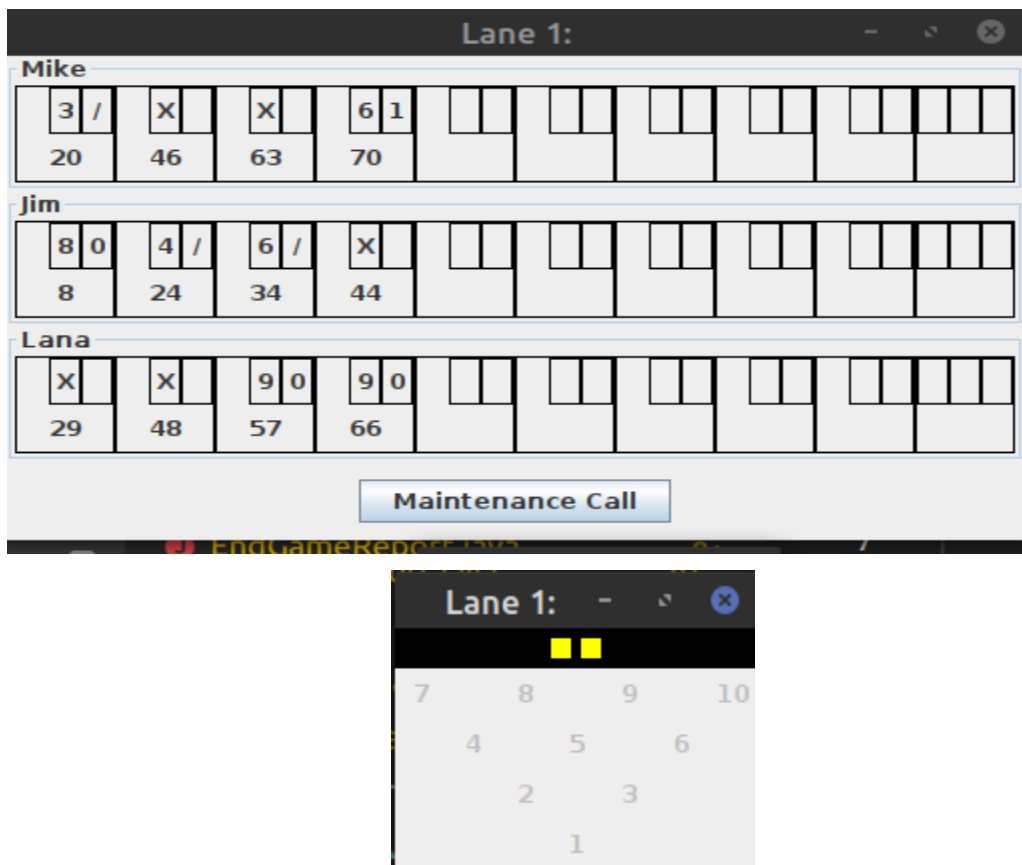 Lane 1:
Mike
3 / X X 6 1
20 46 63 70
Jim
8 0 4 / 6 / X
8 24 34 44
Lana
X X 9 0 9 0
29 48 57 66
Maintenance Call
EndGameReport.java
Lane 1:
7 8 9 10
4 5 6
2 3
1